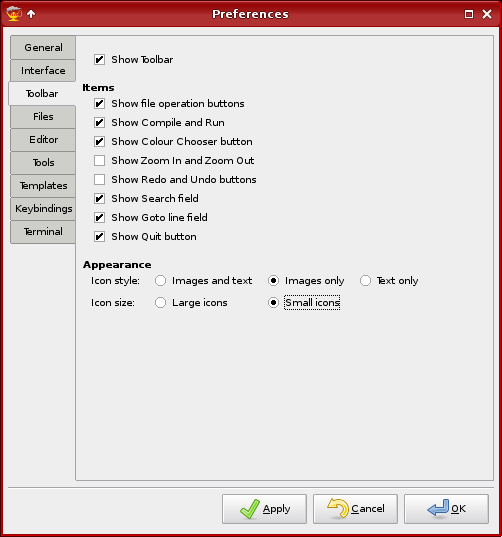 Preferences
General
Interface
Toolbar
Files
Editor
Tools
Templates
Keybindings
Terminal
Show Toolbar
Items
Show file operation buttons
Show Compile and Run
Show Colour Chooser button
Show Zoom In and Zoom Out
Show Redo and Undo buttons
Show Search field
Show Goto line field
Show Quit button
Appearance
Icon style: Images and text Images only Text only
Icon size: Large icons Small icons
Apply Cancel OK